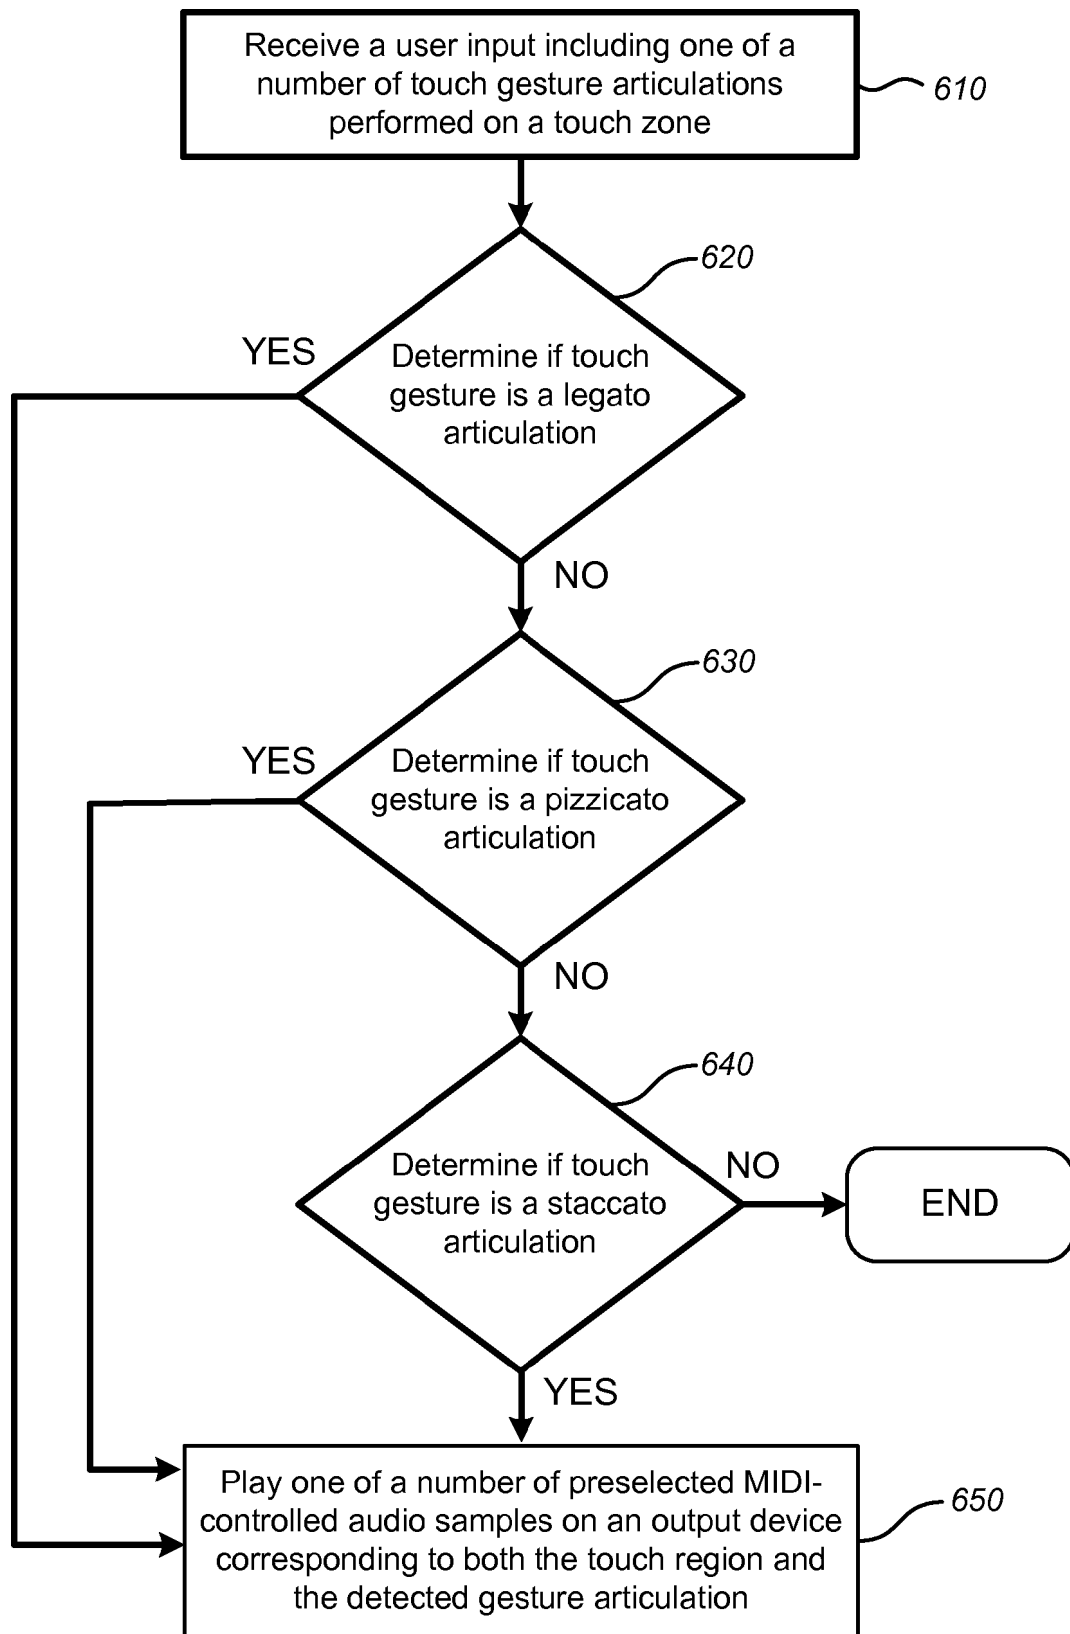 Receive a user input including one of a
number of touch gesture articulations
performed on a touch zone
610
620
YES
Determine if touch
gesture is a legato
articulation
NO
630
YES
Determine if touch
gesture is a pizzicato
articulation
NO
640
Determine if touch
gesture is a staccato
articulation
NO
END
YES
Play one of a number of preselected MIDI-
controlled audio samples on an output device
corresponding to both the touch region and
the detected gesture articulation
650